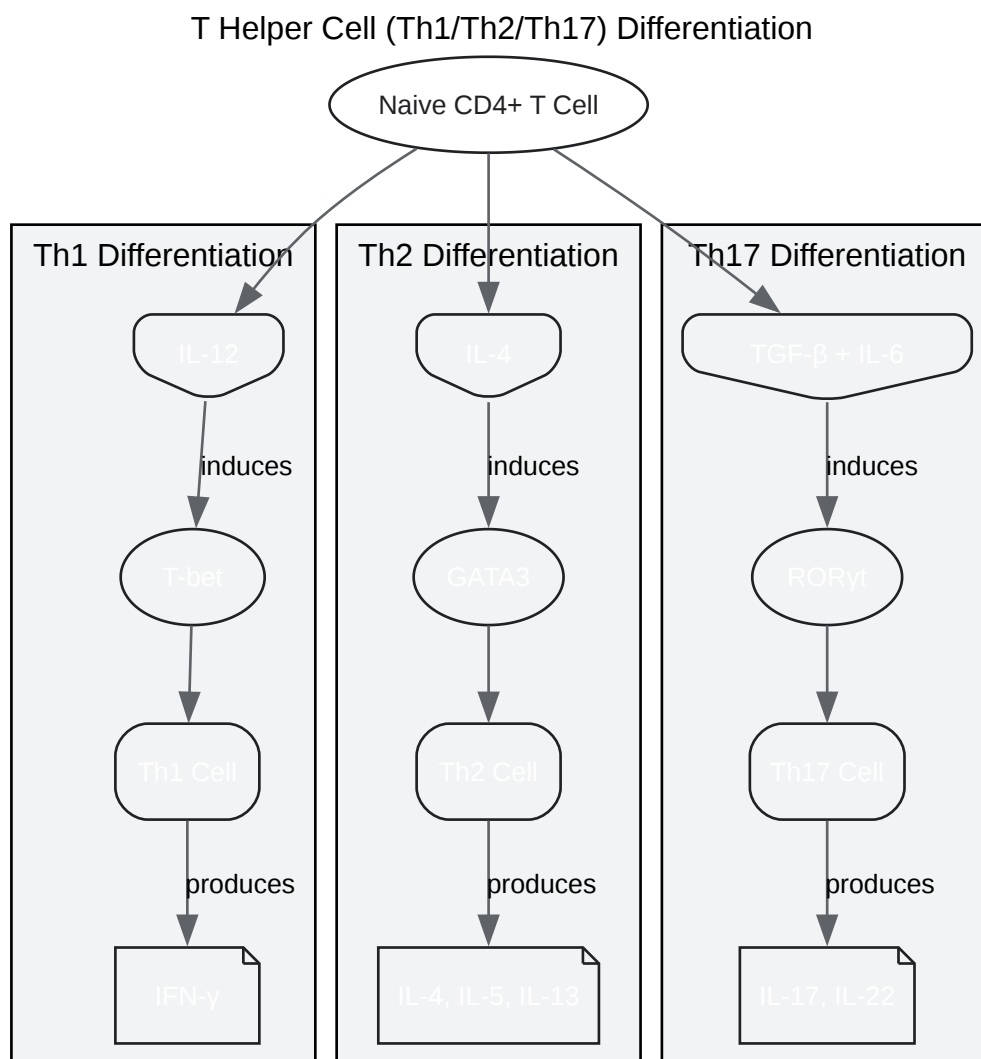 T Helper Cell (Th1/Th2/Th17) Differentiation
Naive CD4+ T Cell
Th1 Differentiation
IL-12
induces
T-bet
Th1 Cell
produces
IFN-γ
Th2 Differentiation
IL-4
induces
GATA3
Th2 Cell
produces
IL-4, IL-5, IL-13
Th17 Differentiation
TGF-β + IL-6
induces
RORγt
Th17 Cell
produces
IL-17, IL-22